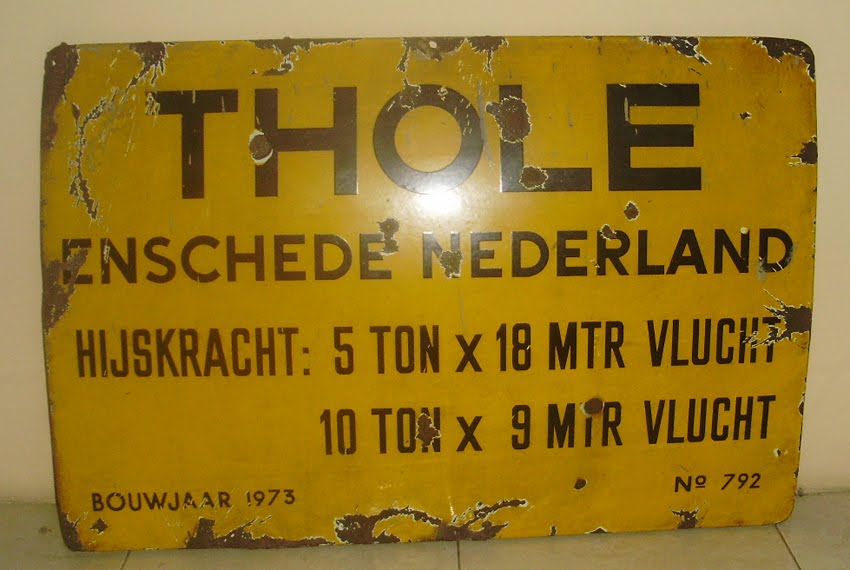 THOLE
ENSCHEDE NEDERLAND
HIJSKRACHT: 5 TON x 18 MTR VLUCHT
10 TON x 9 MTR VLUCHT
BOUWJAAR 1973
Nº 792